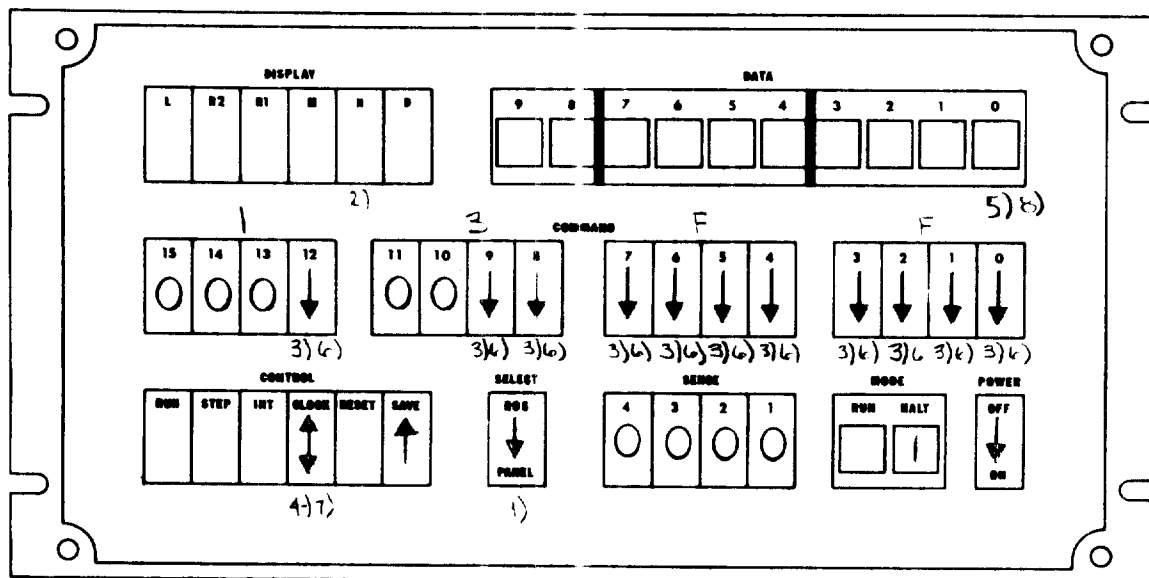 DISPLAY DATA
L R2 R1 M N D 9 8 7 6 5 4 3 2 1 0
2) 5) 8)
1 3 COMMAND F F
15 14 13 12 11 10 9 8 7 6 5 4 3 2 1 0
3)6) 3)6) 3)6) 3)6) 3)6) 3)6) 3)6) 3)6) 3)6 3)6) 3)6)
CONTROL SELECT SENSE MODE POWER
RUN STEP INT CLOCK RESET SAVE ROS 4 3 2 1 RUN HALT OFF
PANEL ON
4)7) 1)